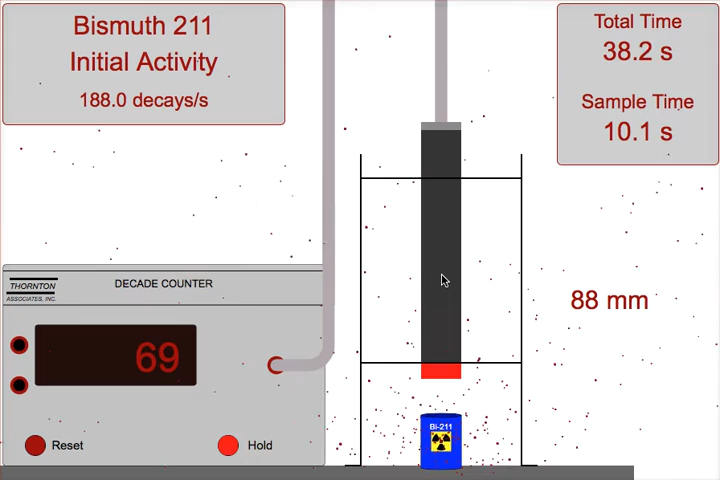 Bismuth 211
Initial Activity
188.0 decays/s
Total Time
38.2 s
Sample Time
10.1 s
THORNTON
ASSOCIATES, INC.
DECADE COUNTER
69
Reset
Hold
88 mm
Bi-211